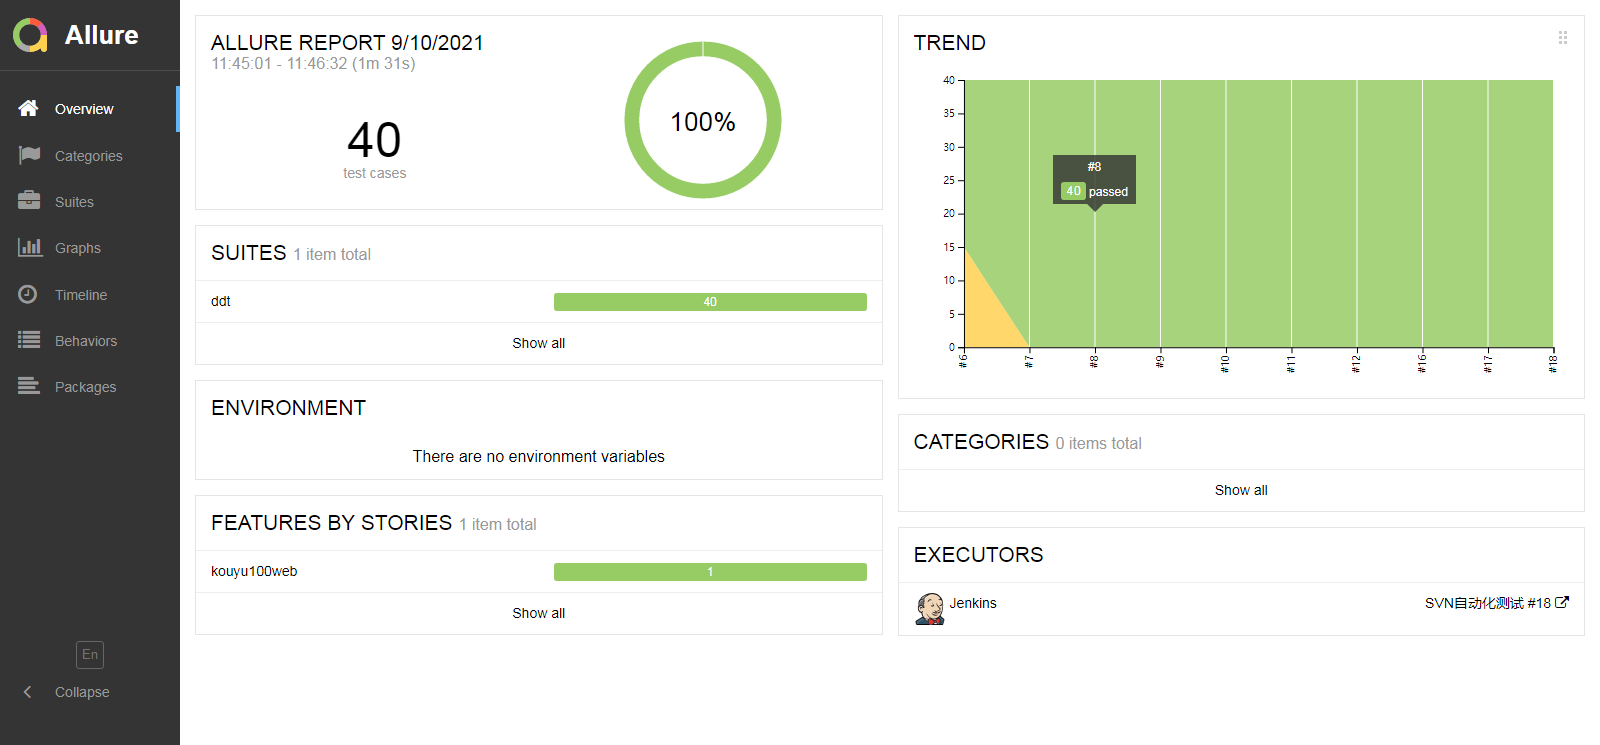 Allure
Overview
Categories
Suites
Graphs
Timeline
Behaviors
Packages
En
Collapse
ALLURE REPORT 9/10/2021
11:45:01 - 11:46:32 (1m 31s)
40
test cases
100%
SUITES 1 item total
ddt 40
Show all
ENVIRONMENT
There are no environment variables
FEATURES BY STORIES 1 item total
kouyu100web 1
Show all
TREND
40
35
30
25
20
15
10
5
0
#8
40 passed
#6 #7 #8 #9 #10 #11 #12 #16 #17 #18
CATEGORIES 0 items total
Show all
EXECUTORS
Jenkins SVN自动化测试 #18